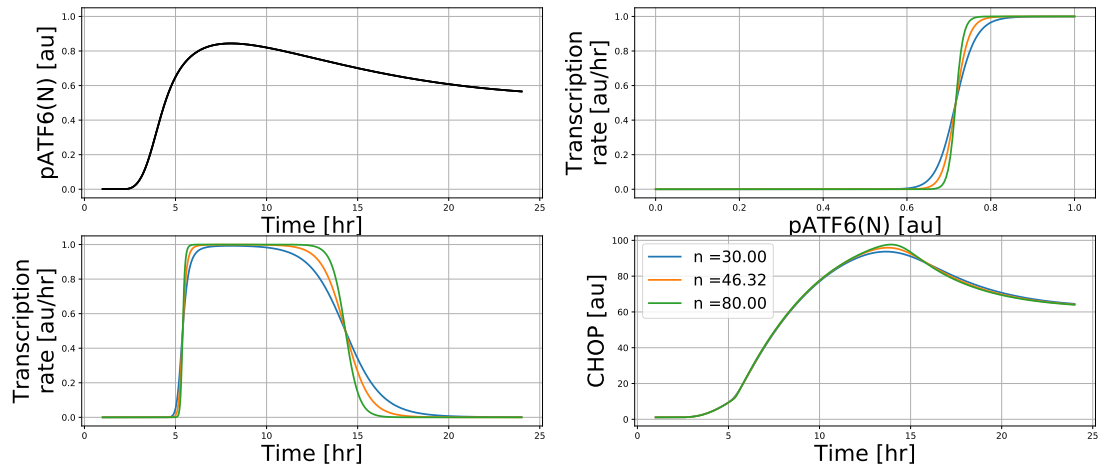 pATF6(N) [au]
1.0
0.8
0.6
0.4
0.2
0.0
0 5 10 15 20 25
Time [hr]
Transcription
rate [au/hr]
1.0
0.8
0.6
0.4
0.2
0.0
0.0 0.2 0.4 0.6 0.8 1.0
pATF6(N) [au]
Transcription
rate [au/hr]
1.0
0.8
0.6
0.4
0.2
0.0
0 5 10 15 20 25
Time [hr]
CHOP [au]
100
80
60
40
20
0
n =30.00
n =46.32
n =80.00
0 5 10 15 20 25
Time [hr]